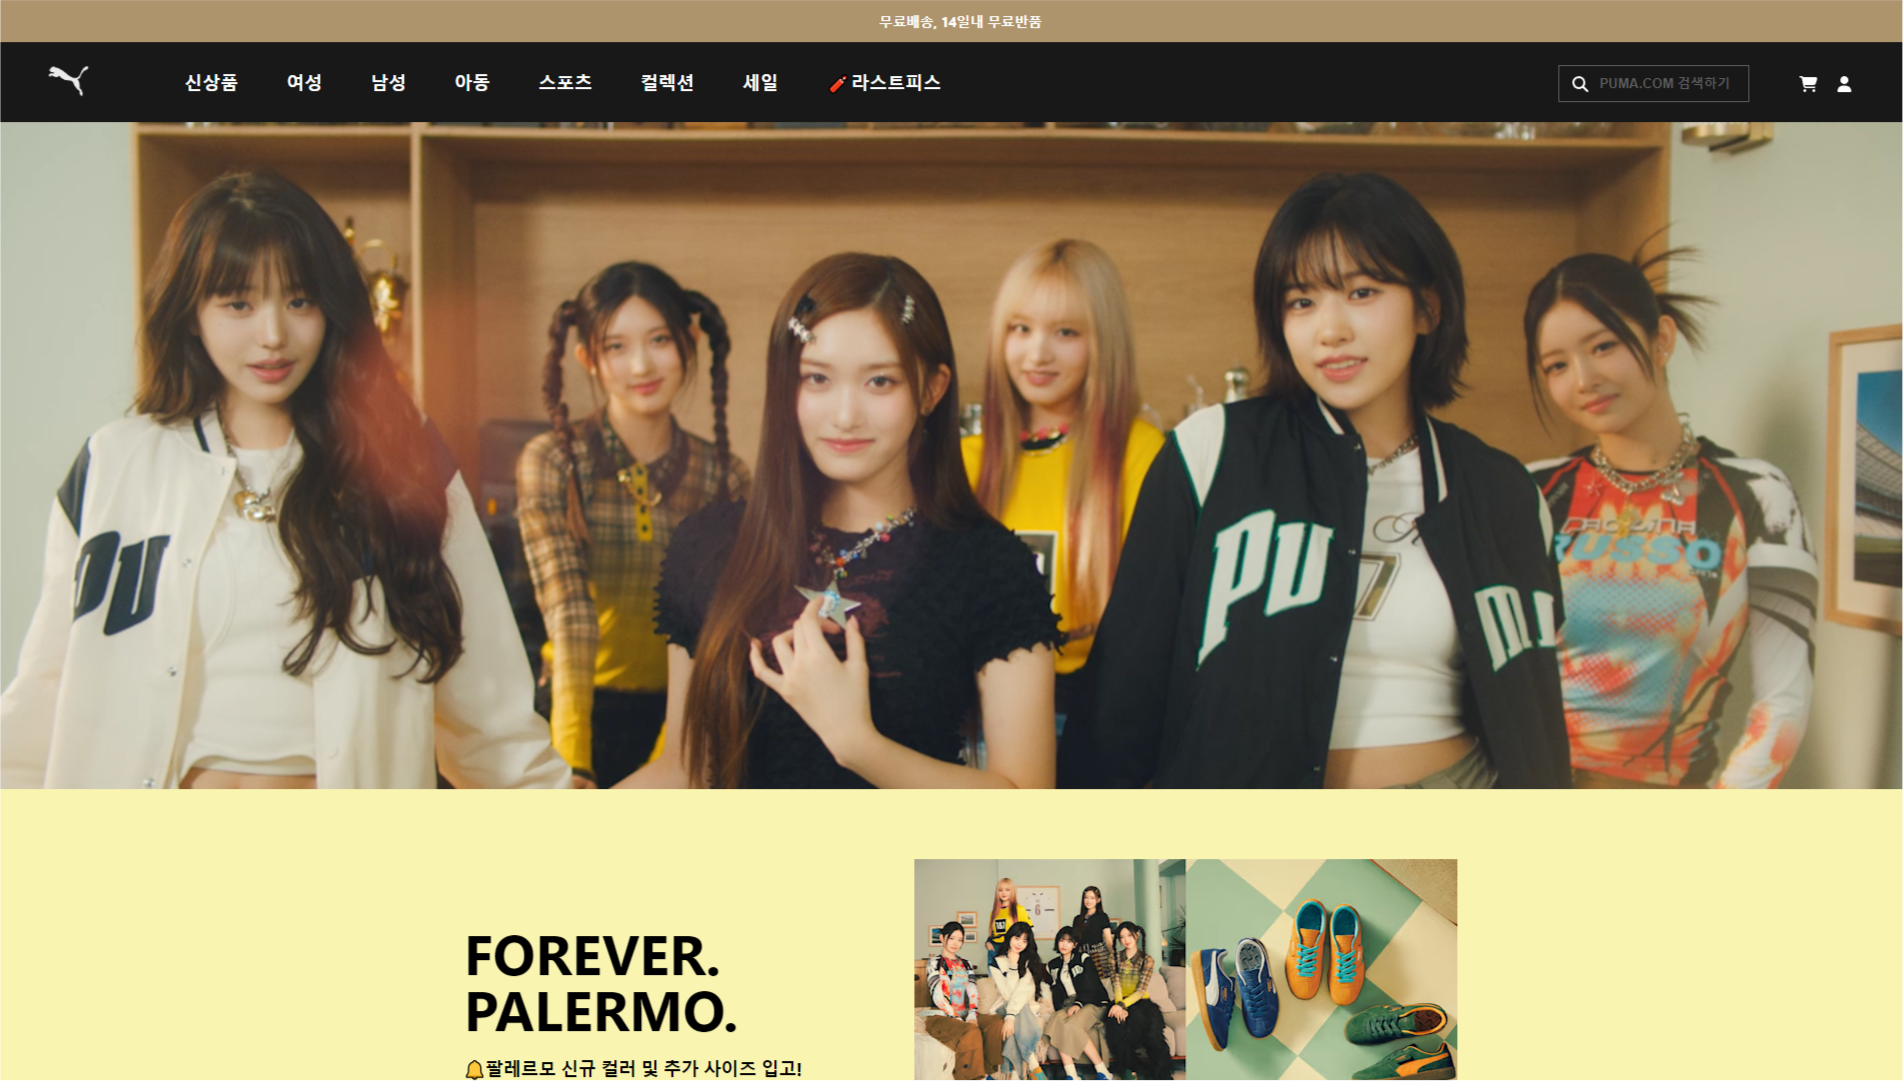 무료배송, 14일내 무료반품
신상품 여성 남성 아동 스포츠 컬렉션 세일 라스트피스
PUMA.COM 검색하기
PU
PU
M
RUSSO
FOREVER.
PALERMO.
팔레르모 신규 컬러 및 추가 사이즈 입고!